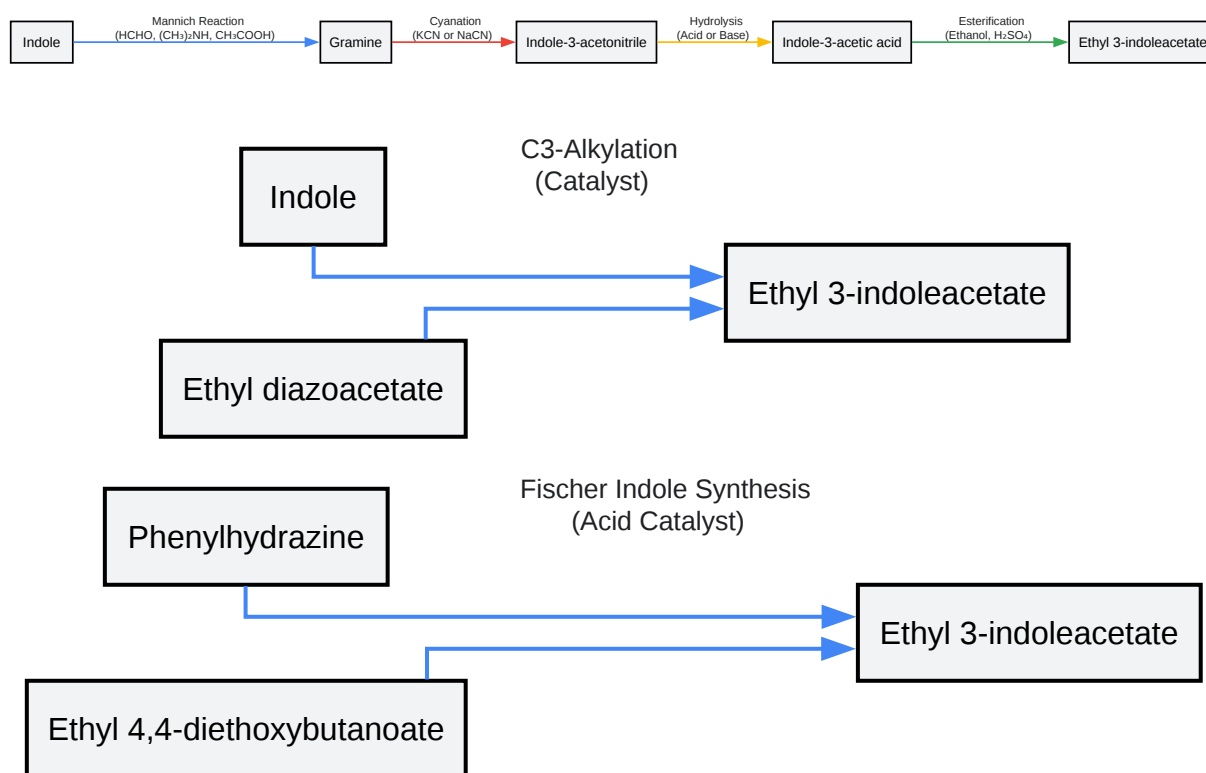 Mannich Reaction
(HCHO, (CH₃)₂NH, CH₃COOH)
Cyanation
(KCN or NaCN)
Hydrolysis
(Acid or Base)
Esterification
(Ethanol, H₂SO₄)
Indole
Gramine
Indole-3-acetonitrile
Indole-3-acetic acid
Ethyl 3-indoleacetate
C3-Alkylation
(Catalyst)
Indole
Ethyl 3-indoleacetate
Ethyl diazoacetate
Fischer Indole Synthesis
(Acid Catalyst)
Phenylhydrazine
Ethyl 3-indoleacetate
Ethyl 4,4-diethoxybutanoate